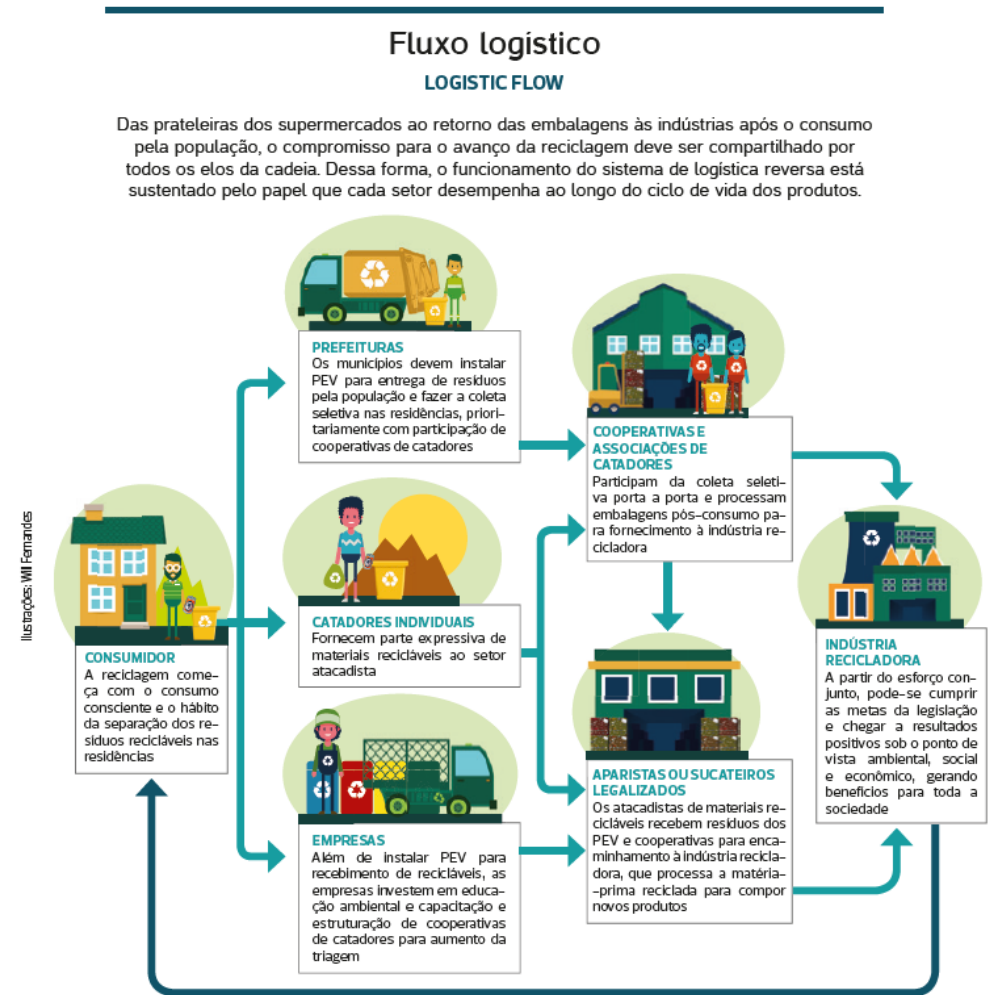 Fluxo logístico
LOGISTIC FLOW
Das prateleiras dos supermercados ao retorno das embalagens às indústrias após o consumo
pela população, o compromisso para o avanço da reciclagem deve ser compartilhado por
todos os elos da cadeia. Dessa forma, o funcionamento do sistema de logística reversa está
sustentado pelo papel que cada setor desempenha ao longo do ciclo de vida dos produtos.
Ilustrações: Will Fernandes
CONSUMIDOR
A reciclagem come-
ça com o consumo
consciente e o hábito
da separação dos re-
síduos recicláveis nas
residências
PREFEITURAS
Os municípios devem instalar
PEV para entrega de resíduos
pela população e fazer a coleta
seletiva nas residências, priori-
tariamente com participação de
cooperativas de catadores
CATADORES INDIVIDUAIS
Fornecem parte expressiva de
materiais recicláveis ao setor
atacadista
EMPRESAS
Além de instalar PEV para
recebimento de recicláveis, as
empresas investem em educa-
ção ambiental e capacitação e
estruturação de cooperativas
de catadores para aumento da
triagem
COOPERATIVAS E
ASSOCIAÇÕES DE
CATADORES
Participam da coleta seleti-
va porta a porta e processam
embalagens pós-consumo pa-
ra fornecimento à indústria re-
cicladora
APARISTAS OU SUCATEIROS
LEGALIZADOS
Os atacadistas de materiais re-
cicláveis recebem resíduos dos
PEV e cooperativas para enca-
minhamento à indústria recicla-
dora, que processa a matéria-
-prima reciclada para compor
novos produtos
INDÚSTRIA
RECICLADORA
A partir do esforço con-
junto, pode-se cumprir
as metas da legislação
e chegar a resultados
positivos sob o ponto de
vista ambiental, social
e econômico, gerando
benefícios para toda a
sociedade